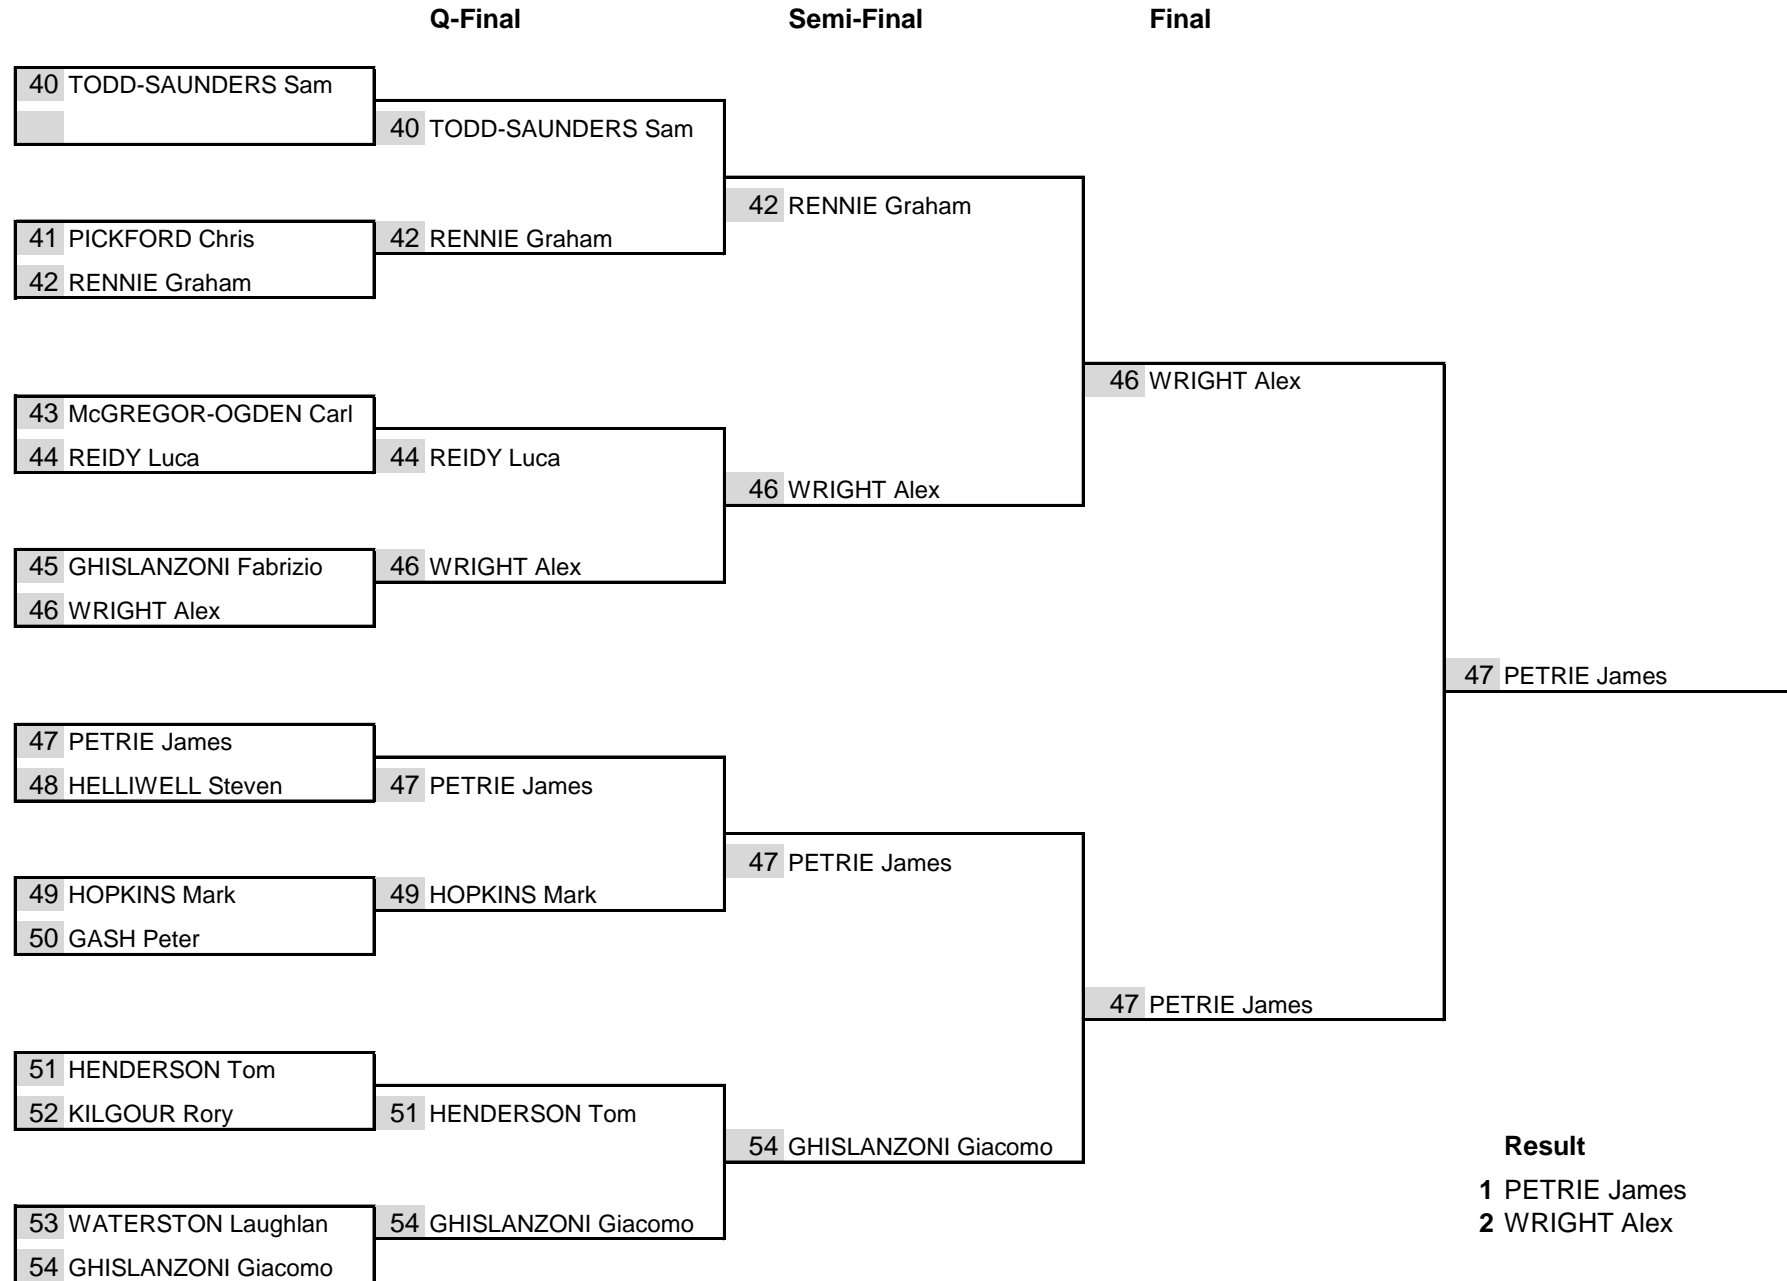 Q-Final Semi-Final Final
40 TODD-SAUNDERS Sam
40 TODD-SAUNDERS Sam
42 RENNIE Graham
41 PICKFORD Chris 42 RENNIE Graham
42 RENNIE Graham
46 WRIGHT Alex
43 McGREGOR-OGDEN Carl
44 REIDY Luca 44 REIDY Luca
46 WRIGHT Alex
45 GHISLANZONI Fabrizio 46 WRIGHT Alex
46 WRIGHT Alex
47 PETRIE James
47 PETRIE James
48 HELLIWELL Steven 47 PETRIE James
47 PETRIE James
49 HOPKINS Mark 49 HOPKINS Mark
50 GASH Peter
47 PETRIE James
51 HENDERSON Tom
52 KILGOUR Rory 51 HENDERSON Tom
54 GHISLANZONI Giacomo Result
1 PETRIE James
53 WATERSTON Laughlan 54 GHISLANZONI Giacomo 2 WRIGHT Alex
54 GHISLANZONI Giacomo